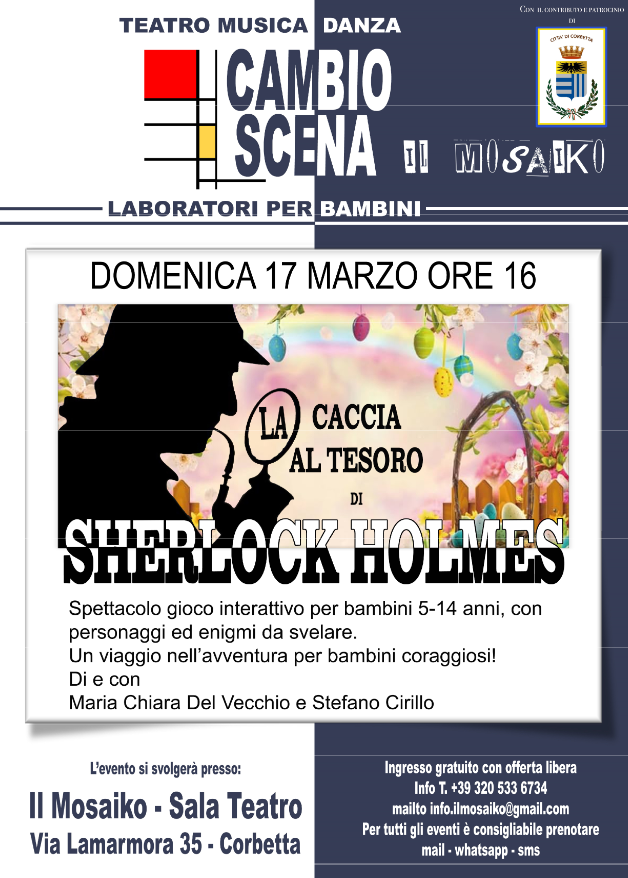 CON IL CONTRIBUTO E PATROCINIO
DI
CITTA' DI CORBETTA
TEATRO MUSICA DANZA
CAMBIO
SCENA
IL MOSAIKO
LABORATORI PER BAMBINI
DOMENICA 17 MARZO ORE 16
LA CACCIA
AL TESORO
DI
SHERLOCK HOLMES
Spettacolo gioco interattivo per bambini 5-14 anni, con
personaggi ed enigmi da svelare.
Un viaggio nell'avventura per bambini coraggiosi!
Di e con
Maria Chiara Del Vecchio e Stefano Cirillo
L'evento si svolgerà presso:
Il Mosaiko - Sala Teatro
Via Lamarmora 35 - Corbetta
Ingresso gratuito con offerta libera
Info T. +39 320 533 6734
mailto info.ilmosaiko@gmail.com
Per tutti gli eventi è consigliabile prenotare
mail - whatsapp - sms